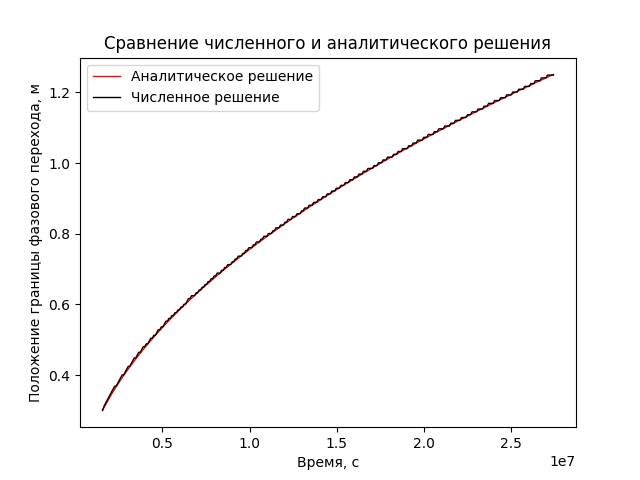 Сравнение численного и аналитического решения
Аналитическое решение
Численное решение
Положение границы фазового перехода, м
1.2
1.0
0.8
0.6
0.4
0.5
1.0
1.5
2.0
2.5
1e7
Время, с